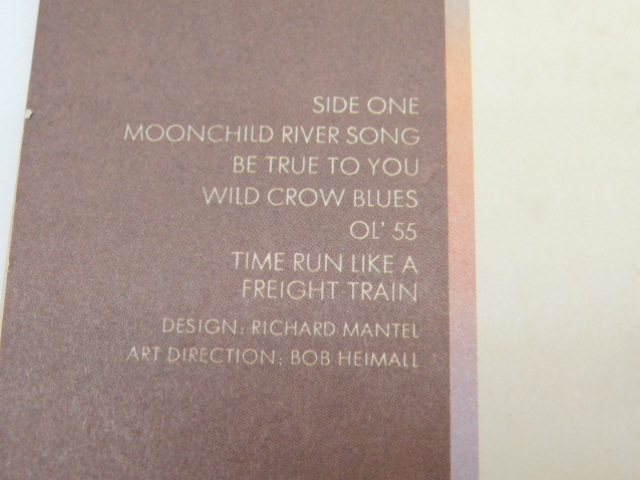 SIDE ONE
MOONCHILD RIVER SONG
BE TRUE TO YOU
WILD CROW BLUES
OL' 55
TIME RUN LIKE A
FREIGHT TRAIN
DESIGN: RICHARD MANTEL
ART DIRECTION: BOB HEIMALL